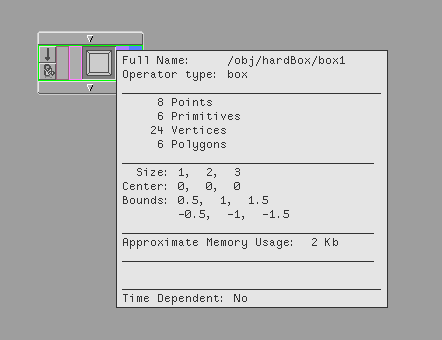 Full Name: /obj/hardBox/box1
Operator type: box
8 Points
6 Primitives
24 Vertices
6 Polygons
Size: 1, 2, 3
Center: 0, 0, 0
Bounds: 0.5, 1, 1.5
-0.5, -1, -1.5
Approximate Memory Usage: 2 Kb
Time Dependent: No